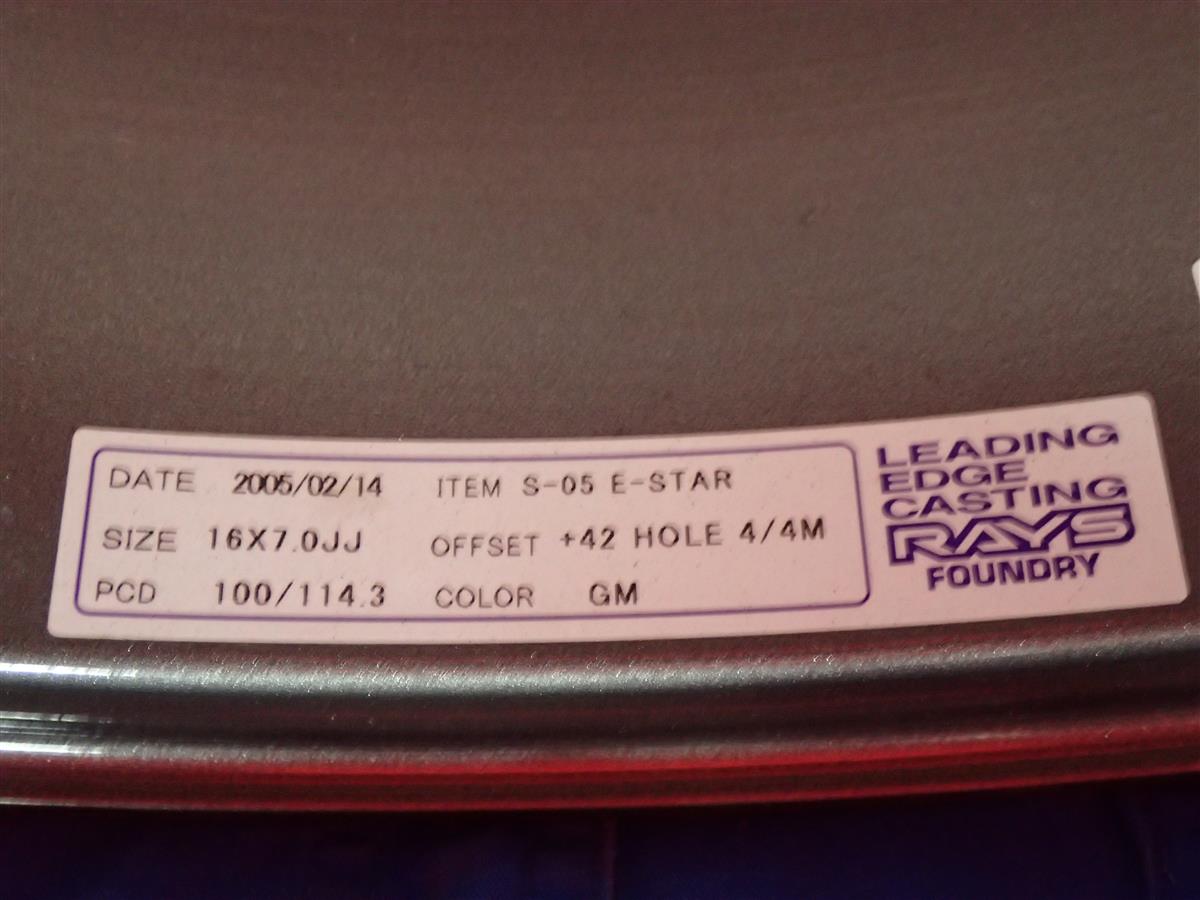 DATE 2005/02/14 ITEM S-05 E-STAR
SIZE 16X7.0JJ OFFSET +42 HOLE 4/4M
PCD 100/114.3 COLOR GM
LEADING
EDGE
CASTING
RAYS
FOUNDRY